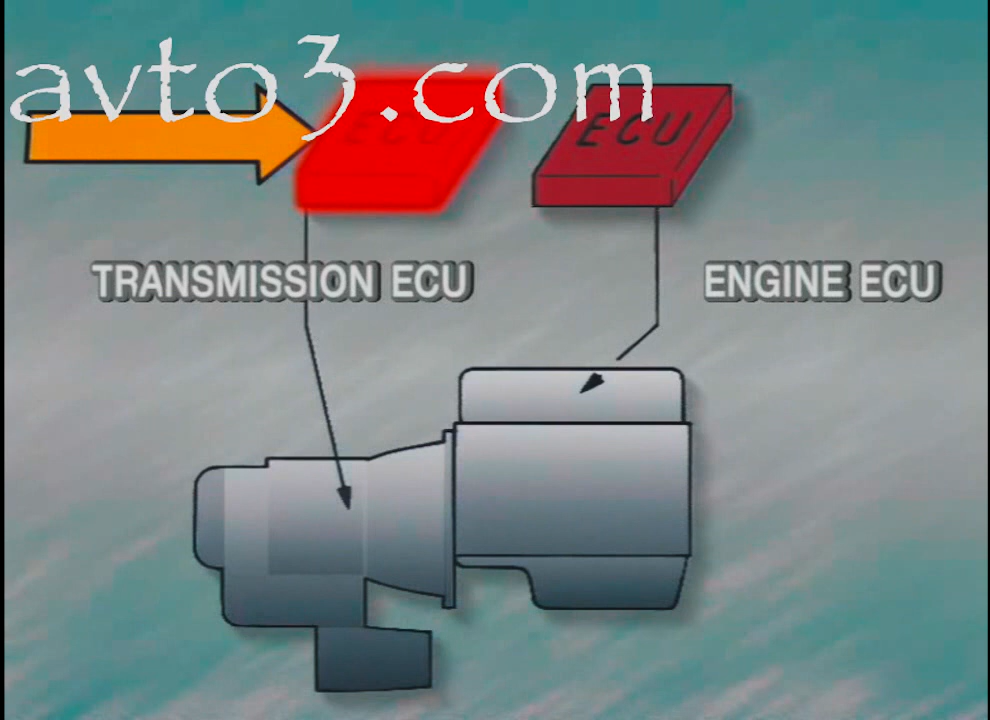 avto3.com
ECU
ECU
TRANSMISSION ECU
ENGINE ECU